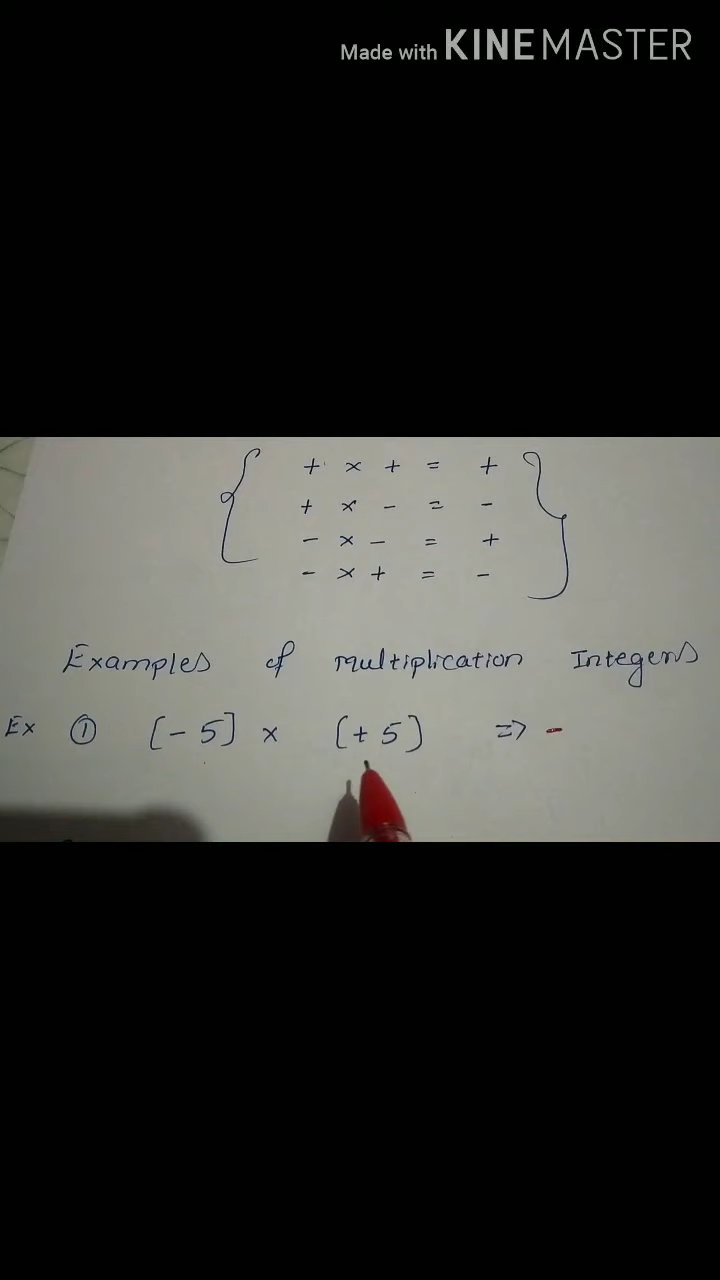 Made with KINEMASTER
+ × + = +
+ × - = -
- × - = +
- × + = -
Examples of multiplication Integers
Ex ① [-5] × [+5] => -